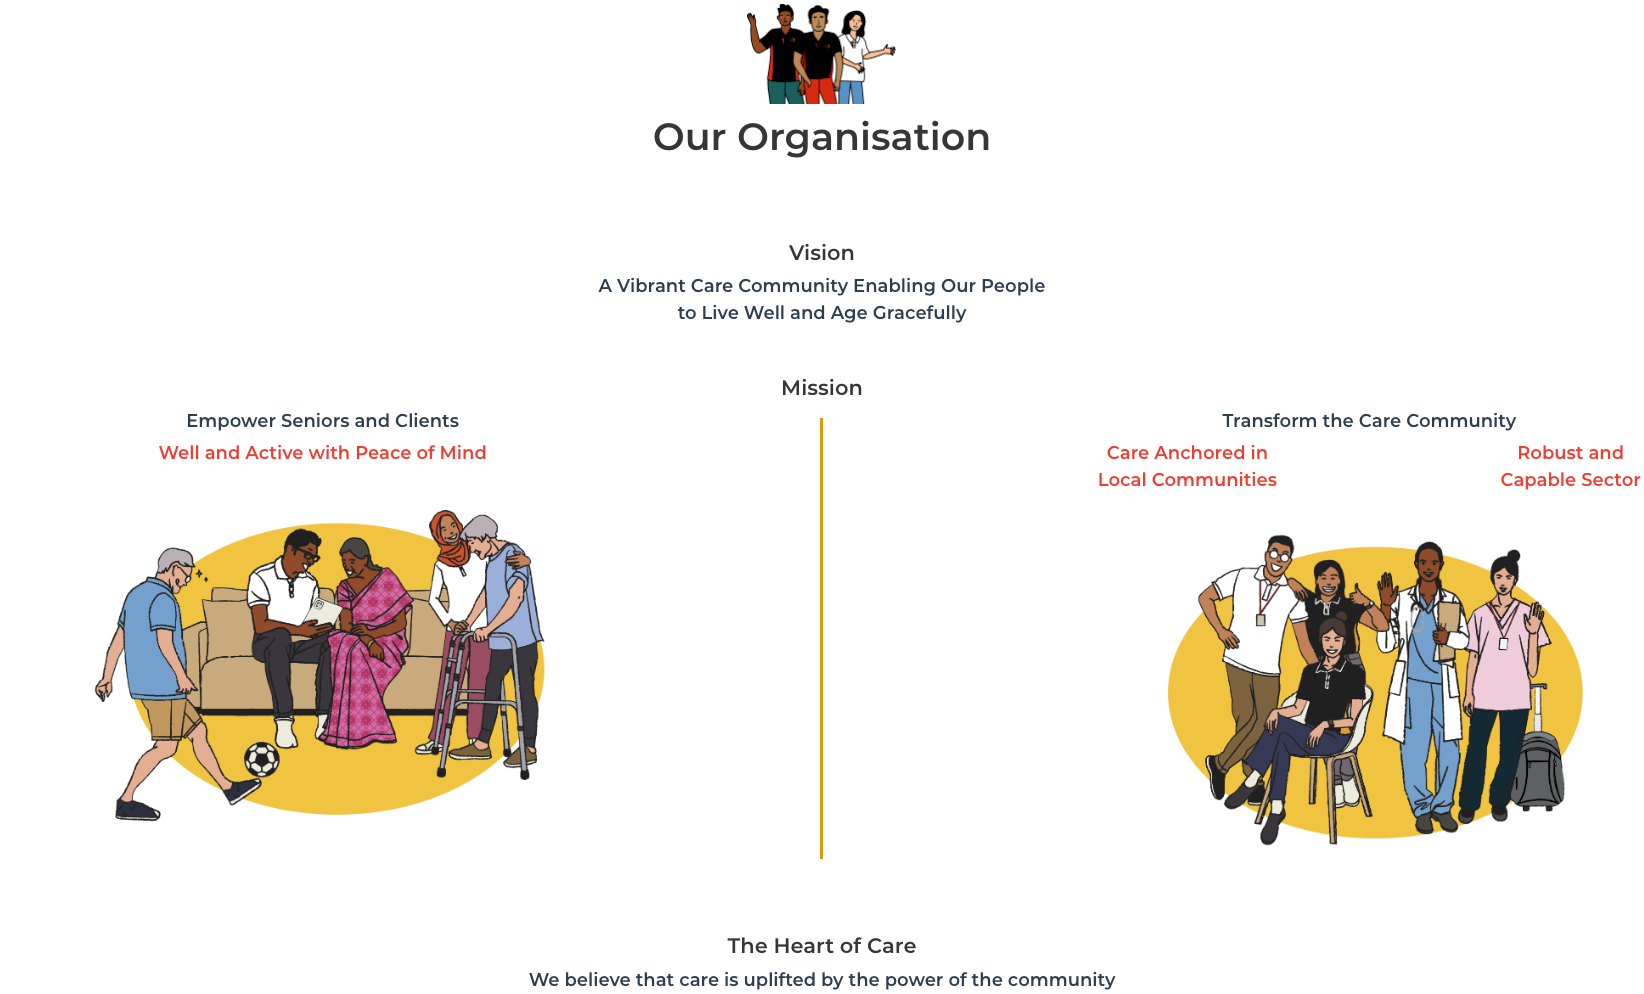 Our Organisation
Vision
A Vibrant Care Community Enabling Our People
to Live Well and Age Gracefully
Mission
Empower Seniors and Clients
Well and Active with Peace of Mind
Transform the Care Community
Care Anchored in
Local Communities
Robust and
Capable Sector
The Heart of Care
We believe that care is uplifted by the power of the community